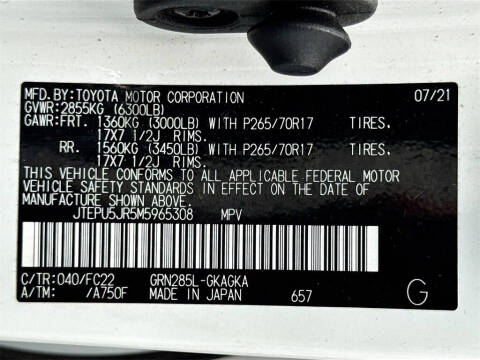 MFD. BY: TOYOTA MOTOR CORPORATION 07/21
GVWR: 2855KG (6300LB)
GAWR: FRT. 1360KG (3000LB) WITH P265/70R17 TIRES.
17X7 1/2J RIMS.
RR. 1560KG (3450LB) WITH P265/70R17 TIRES.
17X7 1/2J RIMS.
THIS VEHICLE CONFORMS TO ALL APPLICABLE FEDERAL MOTOR
VEHICLE SAFETY STANDARDS IN EFFECT ON THE DATE OF
MANUFACTURE SHOWN ABOVE.
JTEPU5JR5M5965308 MPV
C/TR: 040/FC22 GRN285L-GKAGKA
A/TM: /A750F MADE IN JAPAN 657 G